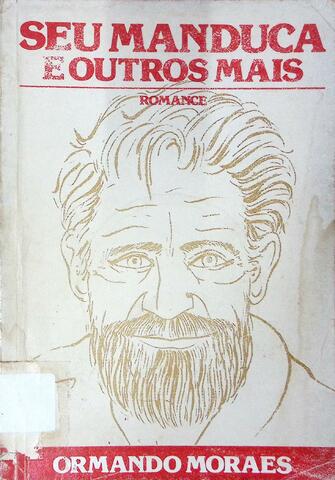 SEU MANDUCA
E OUTROS MAIS
ROMANCE
ORMANDO MORAES